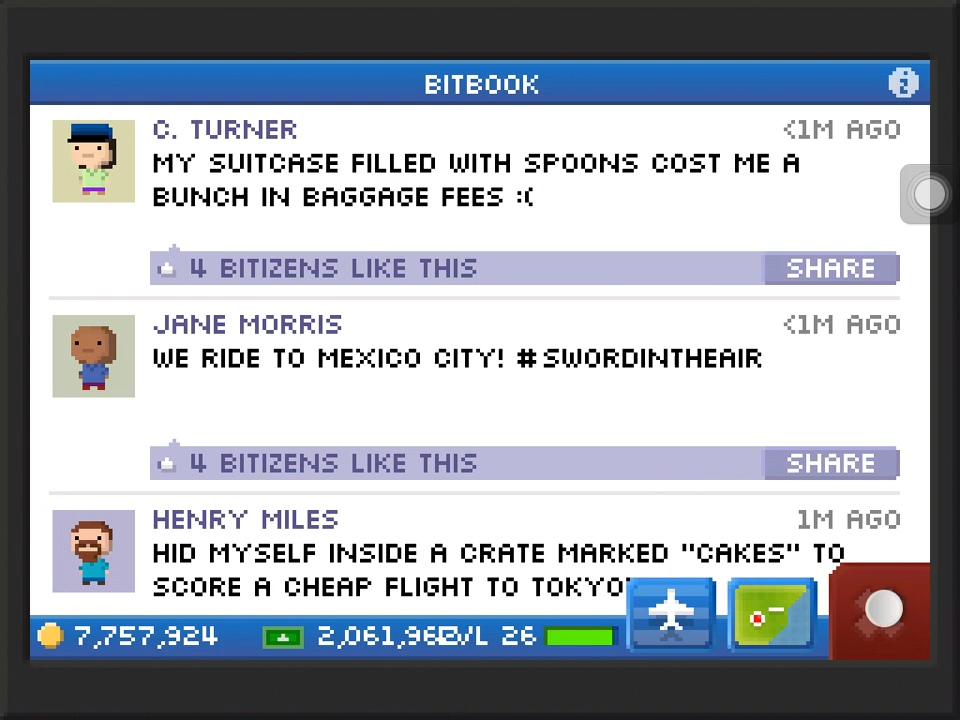 BITBOOK
C. TURNER
<1M AGO
MY SUITCASE FILLED WITH SPOONS COST ME A
BUNCH IN BAGGAGE FEES :(
4 BITIZENS LIKE THIS
SHARE
JANE MORRIS
<1M AGO
WE RIDE TO MEXICO CITY! #SWORDINTHEAIR
4 BITIZENS LIKE THIS
SHARE
HENRY MILES
1M AGO
HID MYSELF INSIDE A CRATE MARKED "CAKES" TO
SCORE A CHEAP FLIGHT TO TOKYO
7,757,924
LVL 26